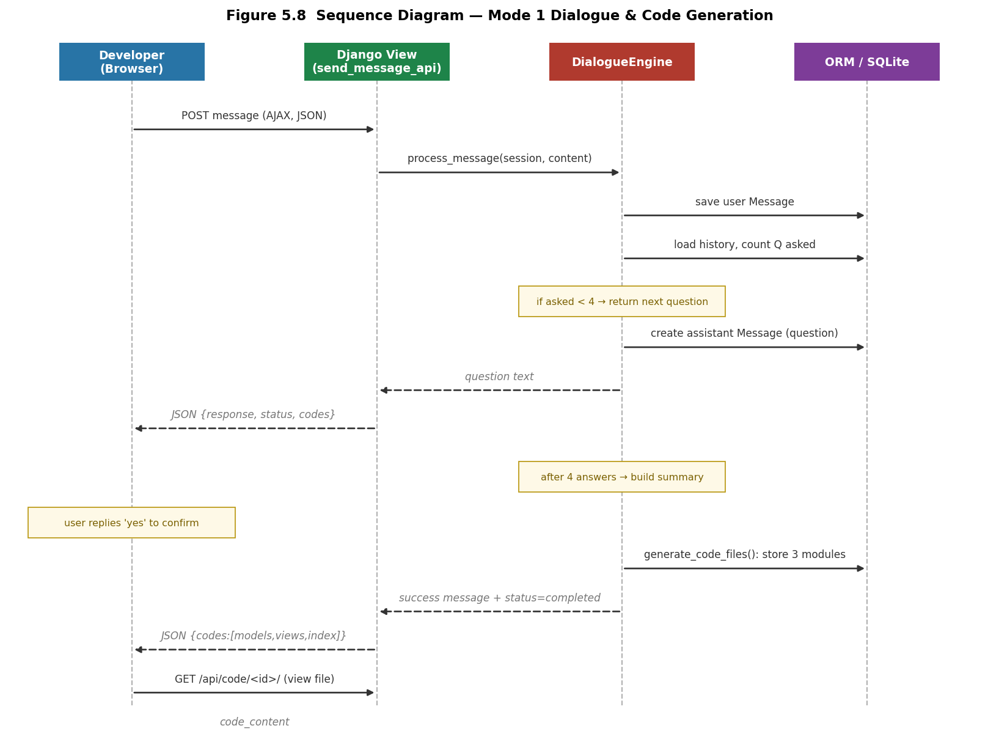 Figure 5.8  Sequence Diagram — Mode 1 Dialogue & Code Generation
Developer
(Browser)
Django View
(send_message_api)
DialogueEngine
ORM / SQLite
POST message (AJAX, JSON)
process_message(session, content)
save user Message
load history, count Q asked
if asked < 4 → return next question
create assistant Message (question)
question text
JSON {response, status, codes}
after 4 answers → build summary
user replies 'yes' to confirm
generate_code_files(): store 3 modules
success message + status=completed
JSON {codes:[models,views,index]}
GET /api/code/<id>/ (view file)
code_content